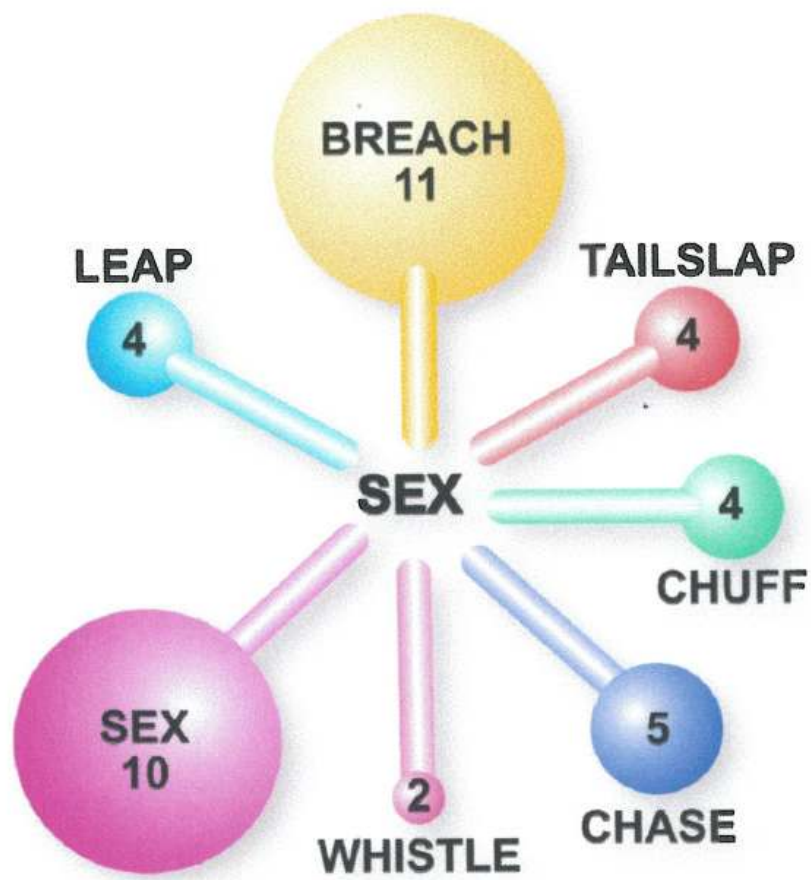 BREACH
11
LEAP
4
TAILSLAP
4
SEX
4
CHUFF
SEX
10
5
CHASE
2
WHISTLE